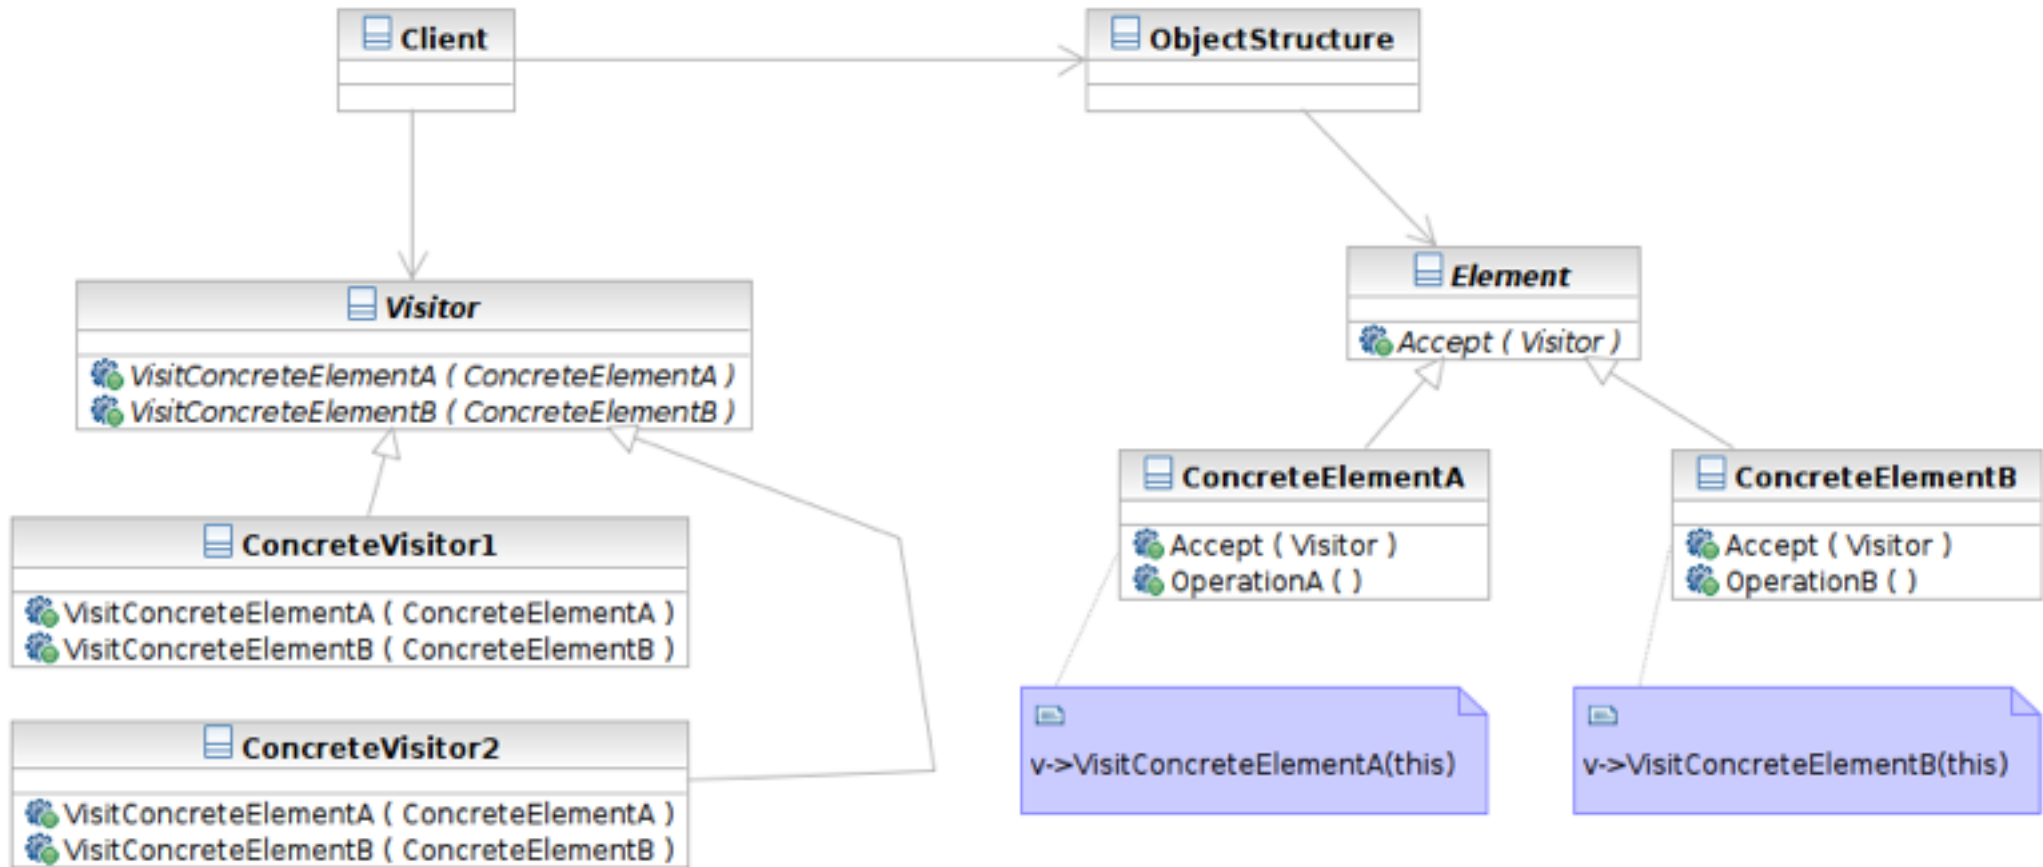 Client
ObjectStructure
Visitor
VisitConcreteElementA ( ConcreteElementA )
VisitConcreteElementB ( ConcreteElementB )
Element
Accept ( Visitor )
ConcreteVisitor1
VisitConcreteElementA ( ConcreteElementA )
VisitConcreteElementB ( ConcreteElementB )
ConcreteVisitor2
VisitConcreteElementA ( ConcreteElementA )
VisitConcreteElementB ( ConcreteElementB )
ConcreteElementA
Accept ( Visitor )
OperationA ( )
ConcreteElementB
Accept ( Visitor )
OperationB ( )
v->VisitConcreteElementA(this)
v->VisitConcreteElementB(this)